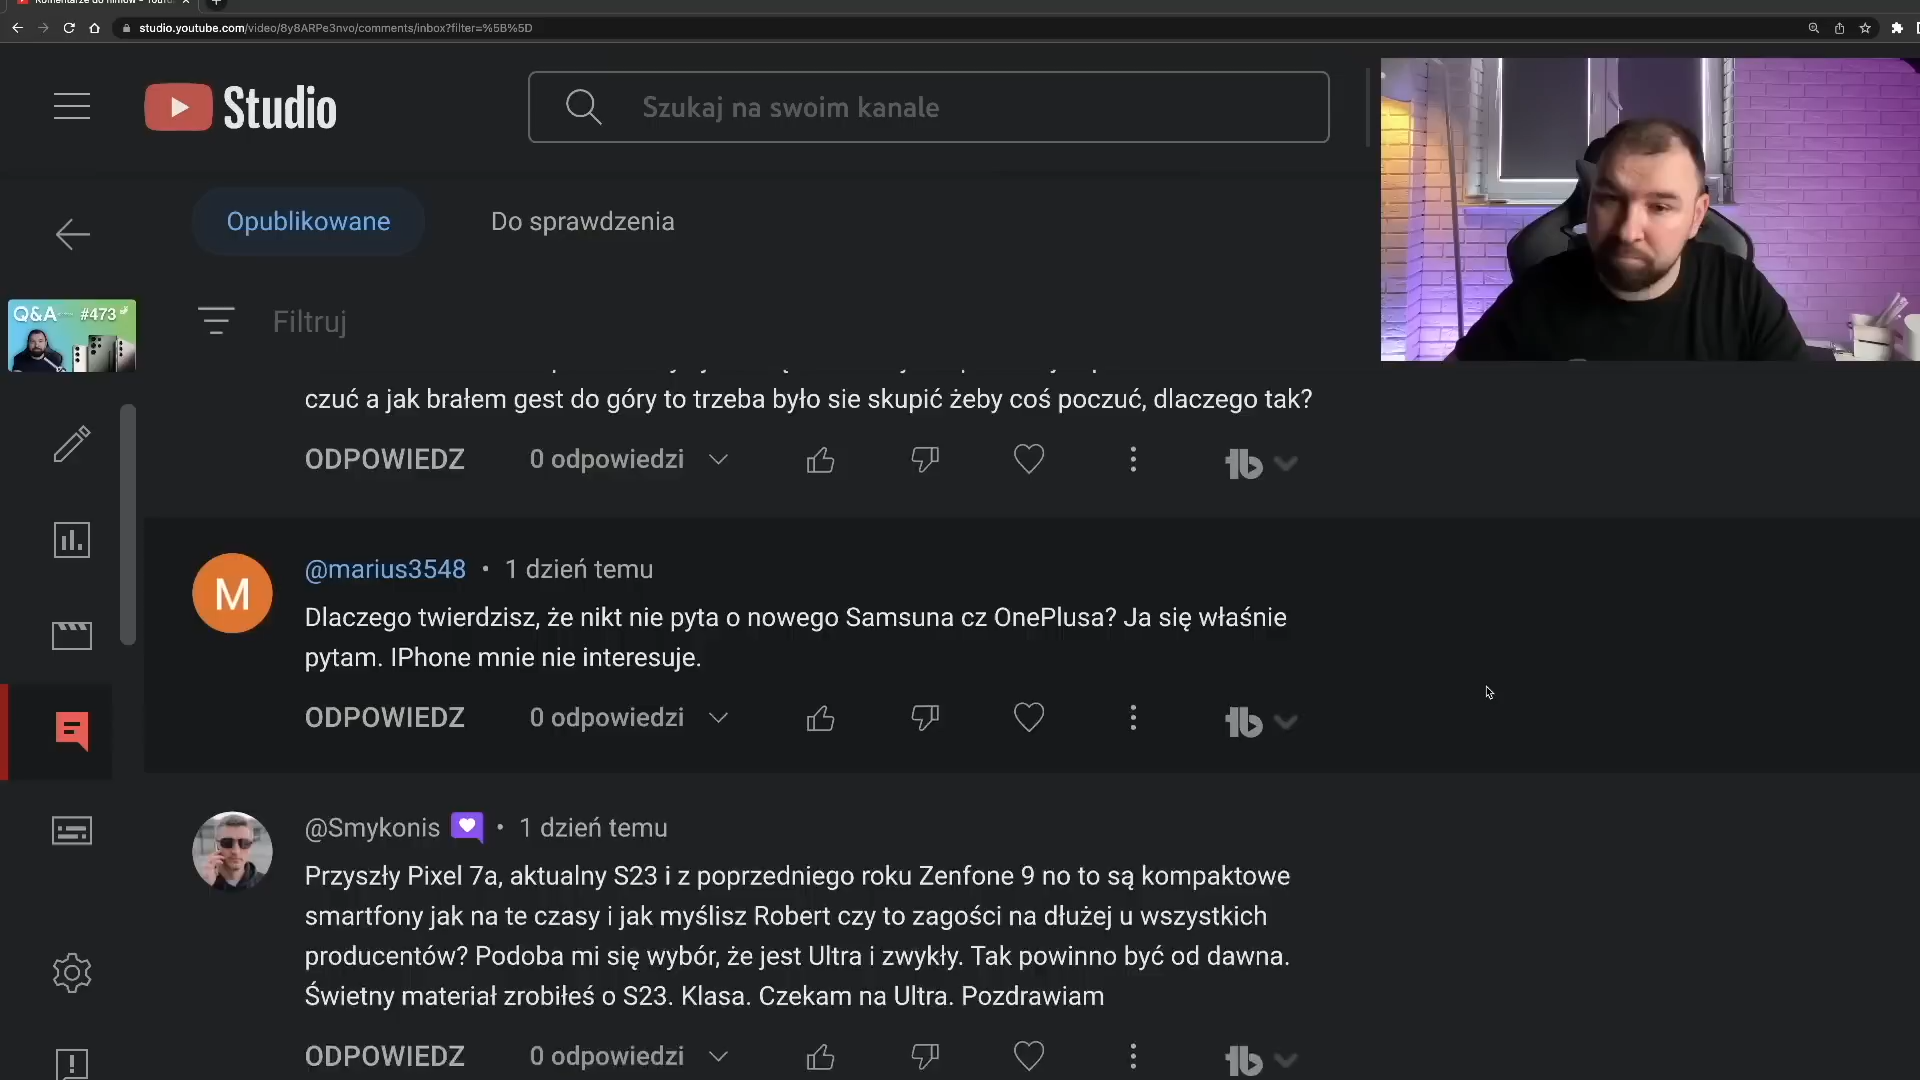 studio.youtube.com/video/8y8ARPe3nvo/comments/inbox?filter=%5B%5D
Studio
Szukaj na swoim kanale
Opublikowane
Do sprawdzenia
Q&A #473
Filtruj
czuć a jak brałem gest do góry to trzeba było sie skupić żeby coś poczuć, dlaczego tak?
ODPOWIEDZ
0 odpowiedzi
@marius3548 • 1 dzień temu
M
Dlaczego twierdzisz, że nikt nie pyta o nowego Samsuna cz OnePlusa? Ja się właśnie
pytam. IPhone mnie nie interesuje.
ODPOWIEDZ
0 odpowiedzi
@Smykonis • 1 dzień temu
Przyszły Pixel 7a, aktualny S23 i z poprzedniego roku Zenfone 9 no to są kompaktowe
smartfony jak na te czasy i jak myślisz Robert czy to zagości na dłużej u wszystkich
producentów? Podoba mi się wybór, że jest Ultra i zwykły. Tak powinno być od dawna.
Świetny materiał zrobiłeś o S23. Klasa. Czekam na Ultra. Pozdrawiam
ODPOWIEDZ
0 odpowiedzi